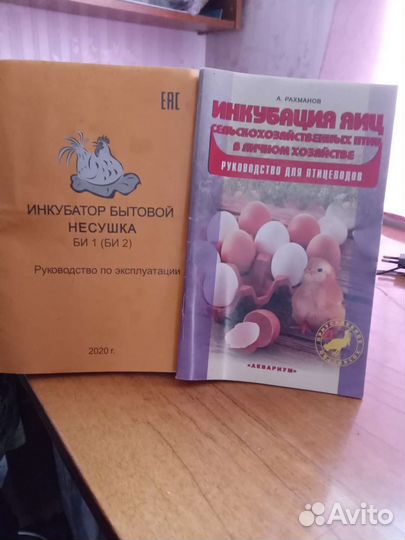 ЕАС
ИНКУБАТОР БЫТОВОЙ
НЕСУШКА
БИ 1 (БИ 2)
Руководство по эксплуатации
2020 г.
А. РАХМАНОВ
ИНКУБАЦИЯ ЯИЦ
СЕЛЬСКОХОЗЯЙСТВЕННЫХ ПТИЦ
В ЛИЧНОМ ХОЗЯЙСТВЕ
РУКОВОДСТВО ДЛЯ ПТИЦЕВОДОВ
«АКВАРИУМ»
Avito